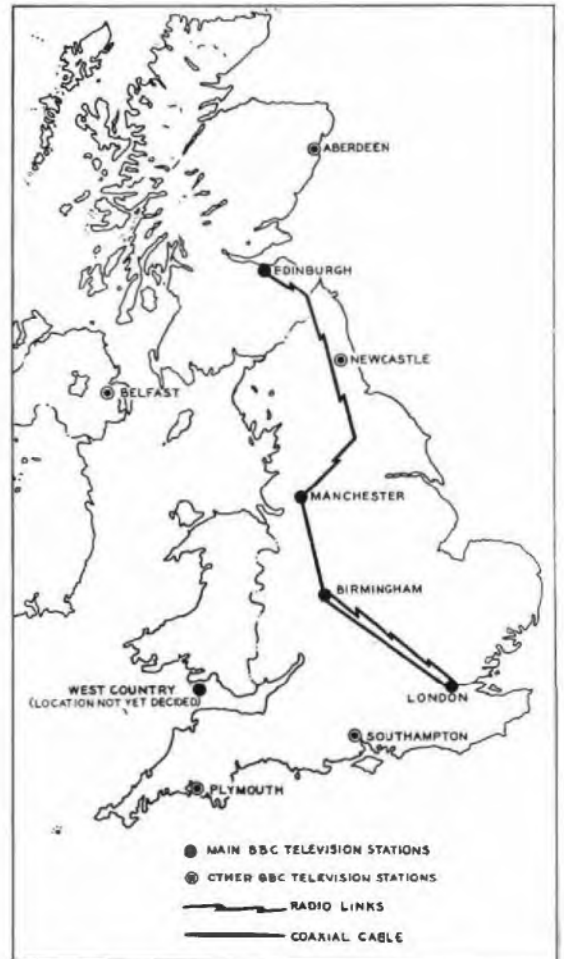 ABERDEEN
EDINBURGH
NEWCASTLE
BELFAST
MANCHESTER
BIRMINGHAM
WEST COUNTRY
(LOCATION NOT YET DECIDED)
LONDON
SOUTHAMPTON
PLYMOUTH
MAIN BBC TELEVISION STATIONS
OTHER BBC TELEVISION STATIONS
RADIO LINKS
COAXIAL CABLE